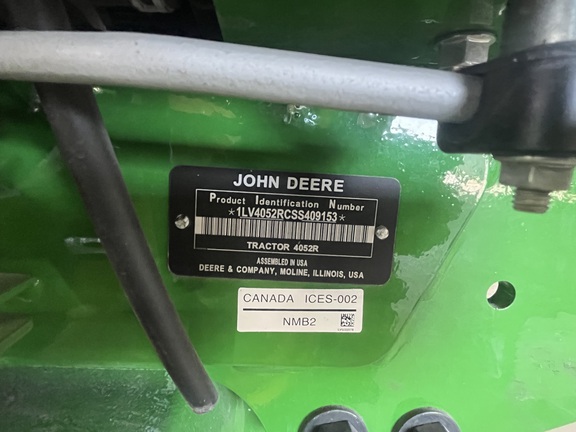 JOHN DEERE
Product Identification Number
*1LV4052RCSS409153*
TRACTOR 4052R
ASSEMBLED IN USA
DEERE & COMPANY, MOLINE, ILLINOIS, USA
CANADA ICES-002
NMB2